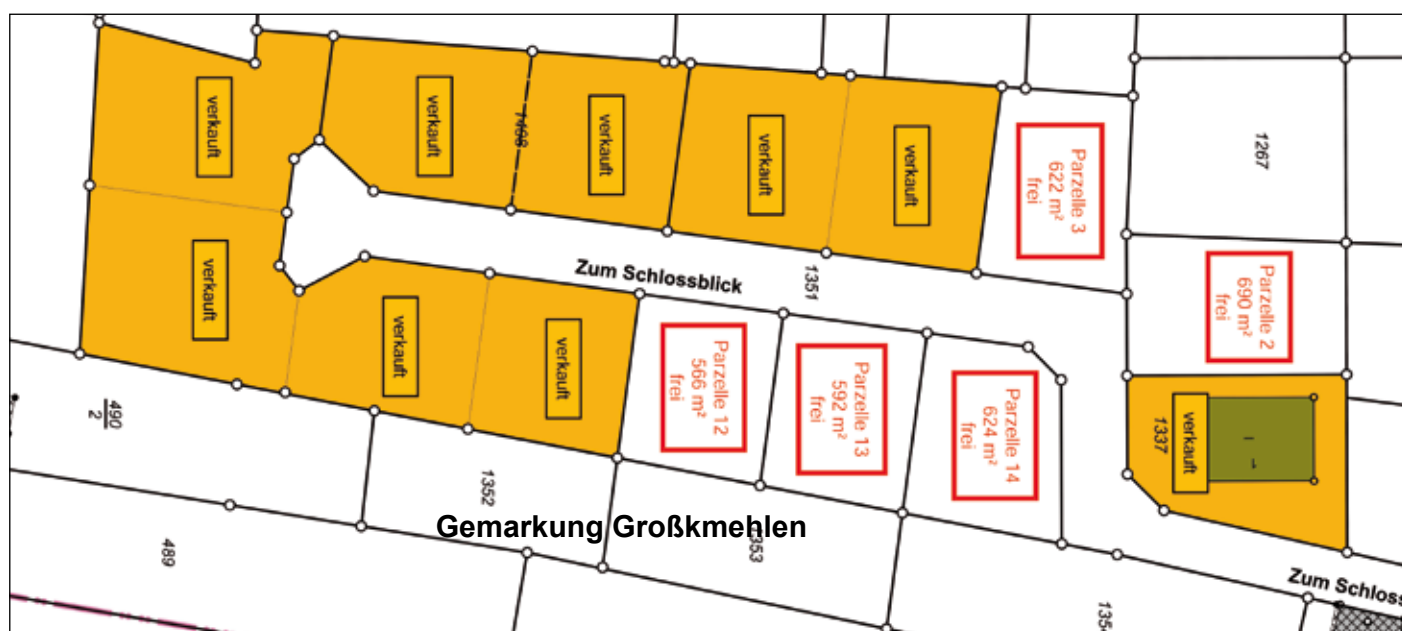 verkauft
verkauft
verkauft
verkauft
verkauft
Parzelle 3
622 m²
frei
1267
verkauft
Zum Schlossblick
1351
Parzelle 2
690 m²
frei
verkauft
verkauft
Parzelle 12
566 m²
frei
Parzelle 13
592 m²
frei
Parzelle 14
624 m²
frei
verkauft
1337
490
2
1352
Gemarkung Großkmehlen
1353
489
Zum Schloss